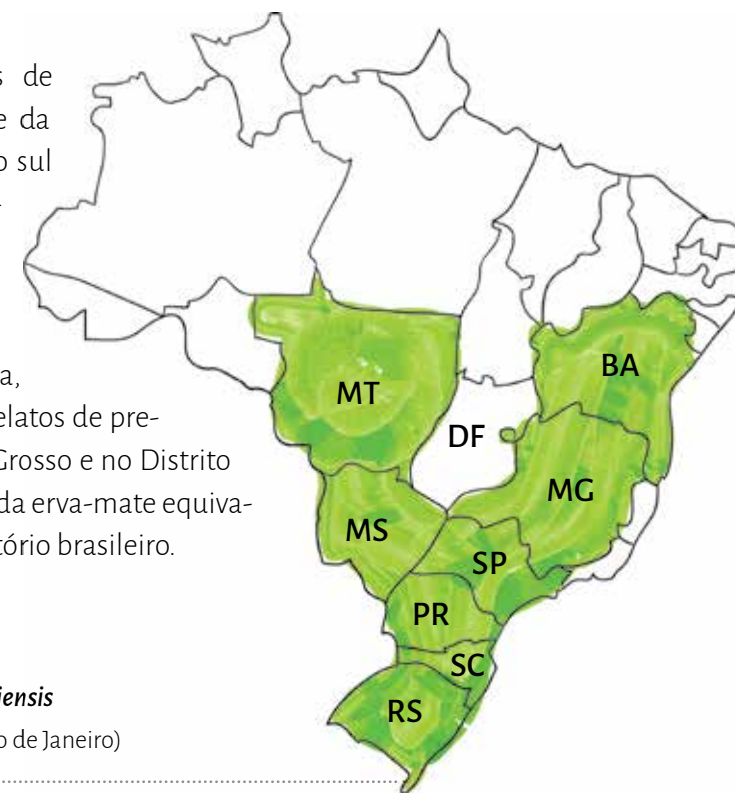 s de
e da
o sul
a,
elatos de pre-
Grosso e no Distrito
da erva-mate equiva-
tório brasileiro.
iensis
o de Janeiro)
MT
BA
DF
MG
MS
SP
PR
SC
RS